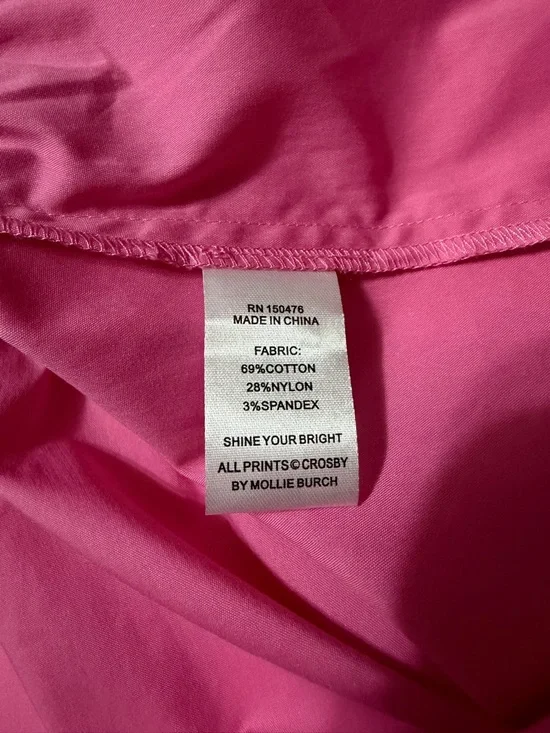 RN 150476
MADE IN CHINA
FABRIC:
69%COTTON
28%NYLON
3%SPANDEX
SHINE YOUR BRIGHT
ALL PRINTS©CROSBY
BY MOLLIE BURCH